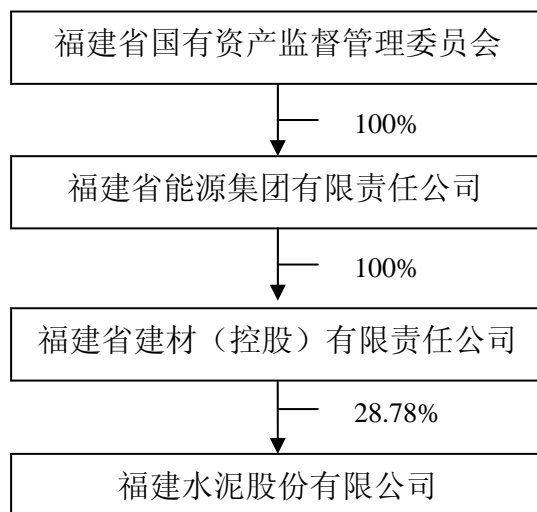 福建省国有资产监督管理委员会
100%
福建省能源集团有限责任公司
100%
福建省建材（控股）有限责任公司
28.78%
福建水泥股份有限公司